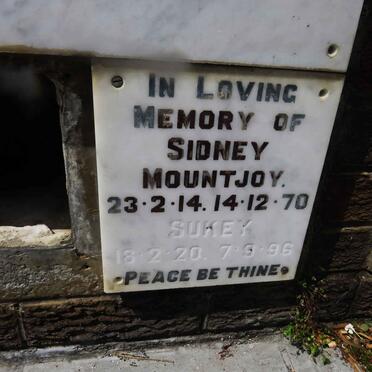 IN LOVING
MEMORY OF
SIDNEY
MOUNTJOY.
23·2·14. 14·12·70
SUKEY
18·2·20. 7·9·96
PEACE BE THINE